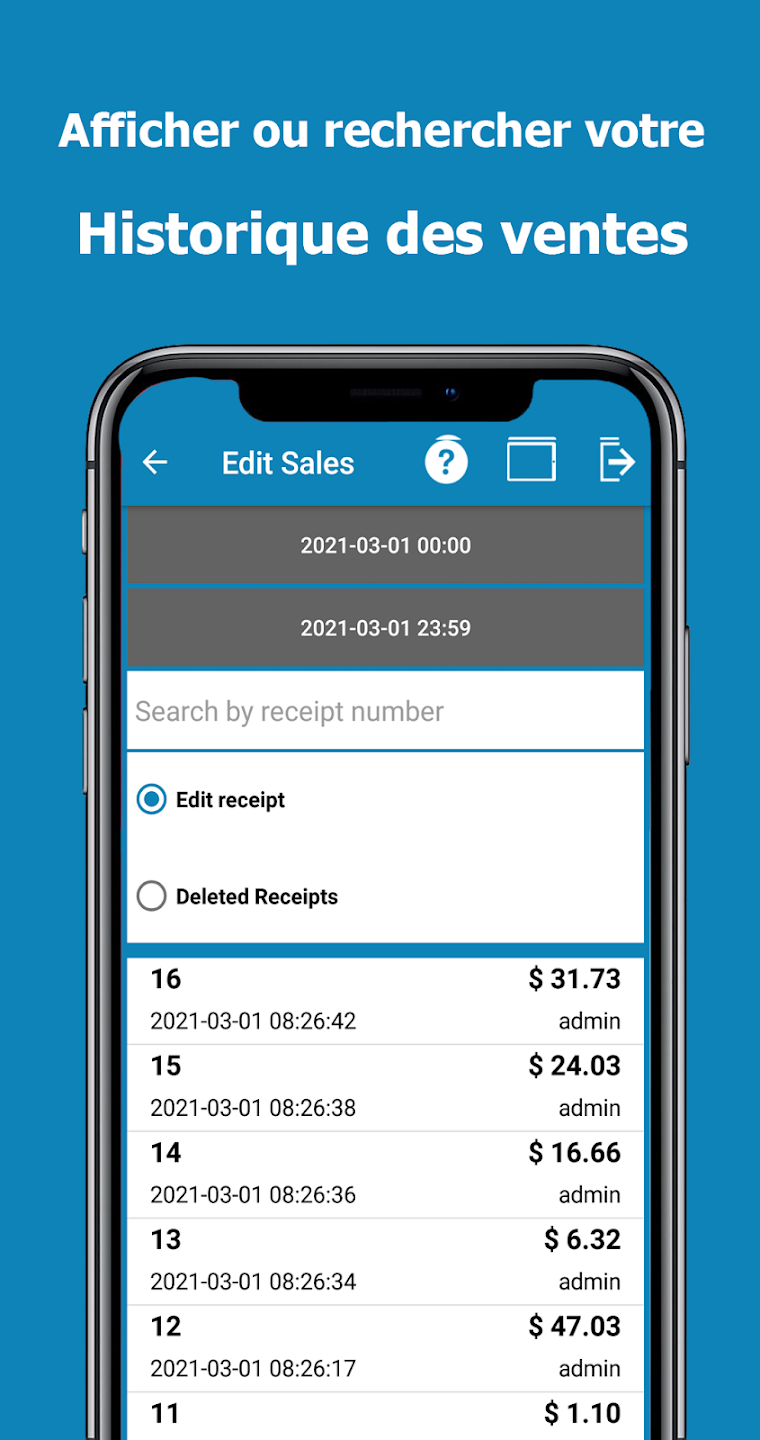 Afficher ou rechercher votre
Historique des ventes
Edit Sales
2021-03-01 00:00
2021-03-01 23:59
Search by receipt number
Edit receipt
Deleted Receipts
16 $ 31.73
2021-03-01 08:26:42 admin
15 $ 24.03
2021-03-01 08:26:38 admin
14 $ 16.66
2021-03-01 08:26:36 admin
13 $ 6.32
2021-03-01 08:26:34 admin
12 $ 47.03
2021-03-01 08:26:17 admin
11 $ 1.10